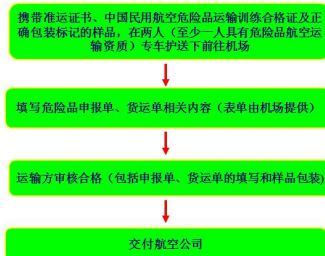 携带准运证书、中国民用航空危险品运输训练合格证及正
确包装标记的样品，在两人（至少一人具有危险品航空运
输资质）专车护送下前往机场
填写危险品申报单、货运单相关内容（表单由机场提供）
运输方审核合格（包括申报单、货运单的填写和样品包装)
交付航空公司